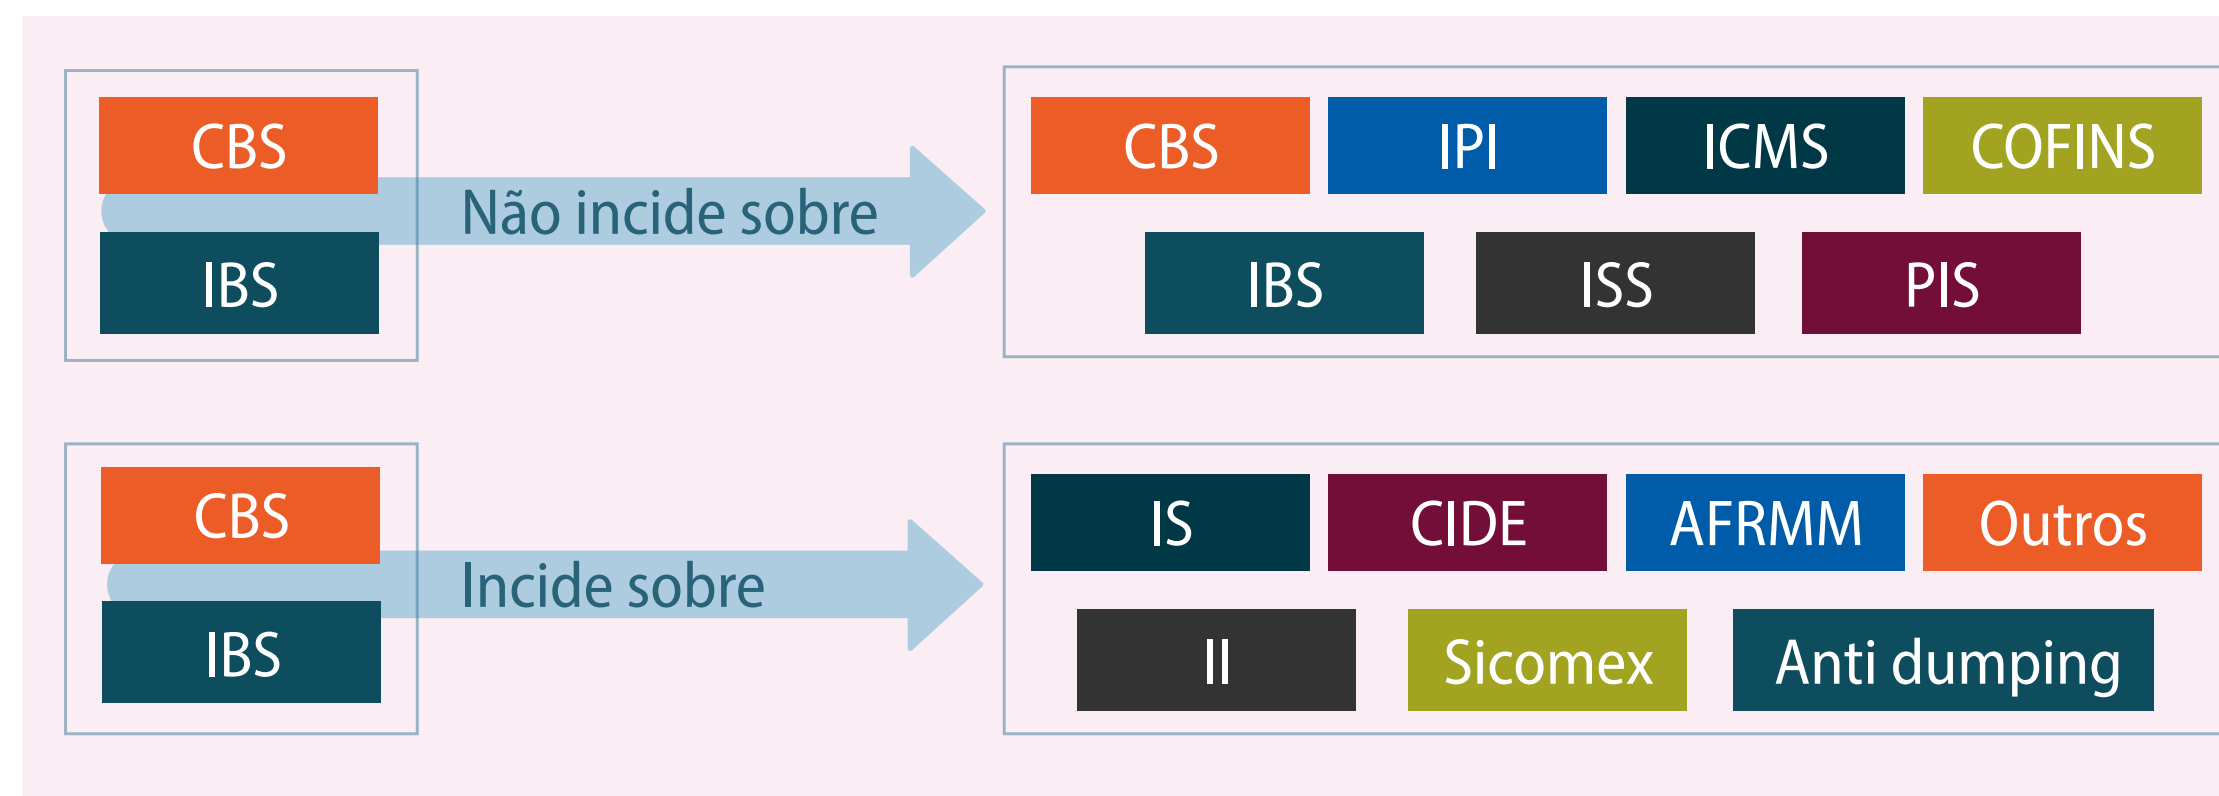 CBS
IBS
Não incide sobre
CBS IPI ICMS COFINS
IBS ISS PIS
CBS
IBS
Incide sobre
IS CIDE AFRMM Outros
II Sicomex Anti dumping